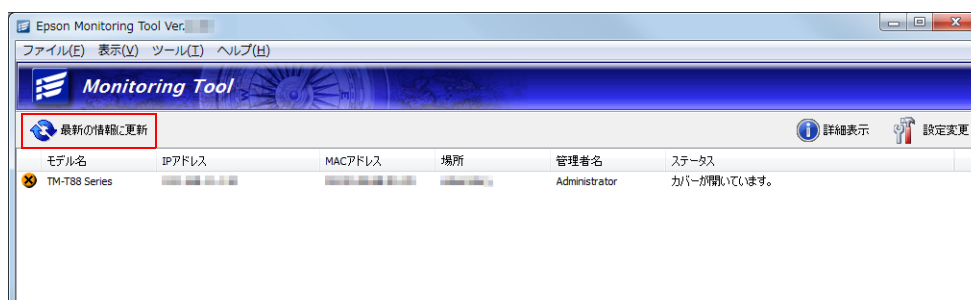 Epson Monitoring Tool Ver.
ファイル(F) 表示(V) ツール(T) ヘルプ(H)
Monitoring Tool
最新の情報に更新 詳細表示 設定変更
モデル名 IPアドレス MACアドレス 場所 管理者名 ステータス
TM-T88 Series Administrator カバーが開いています。